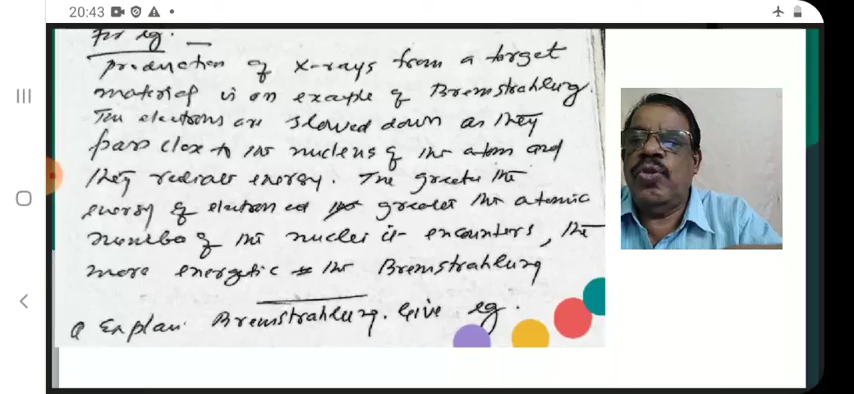 20:43
For eg. —
production of x-rays from a target
material is an example of Bremstrahlung.
The electrons are slowed down as they
pass close to the nucleus of the atom and
they radiate energy. The greater the
energy of electron greater the atomic
number of the nuclei it encounters, the
more energetic the Bremstrahlung
Q Explain Bremstrahlung. Give eg.